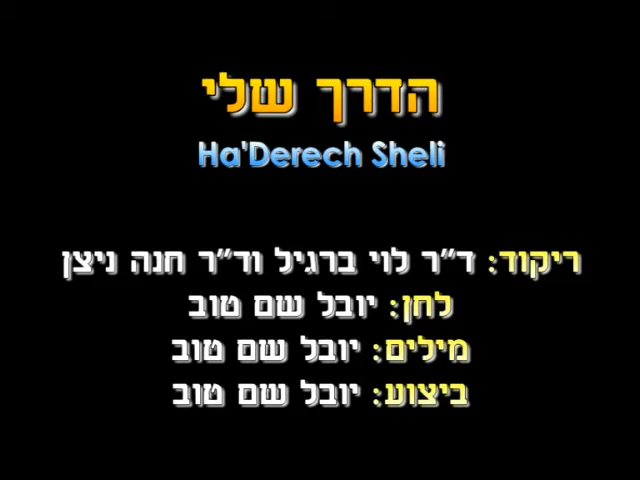 הדרך שלי
Ha'Derech Sheli
ריקוד: ד"ר לוי ברגיל וד"ר חנה ניצן
לחן: יובל שם טוב
מילים: יובל שם טוב
ביצוע: יובל שם טוב